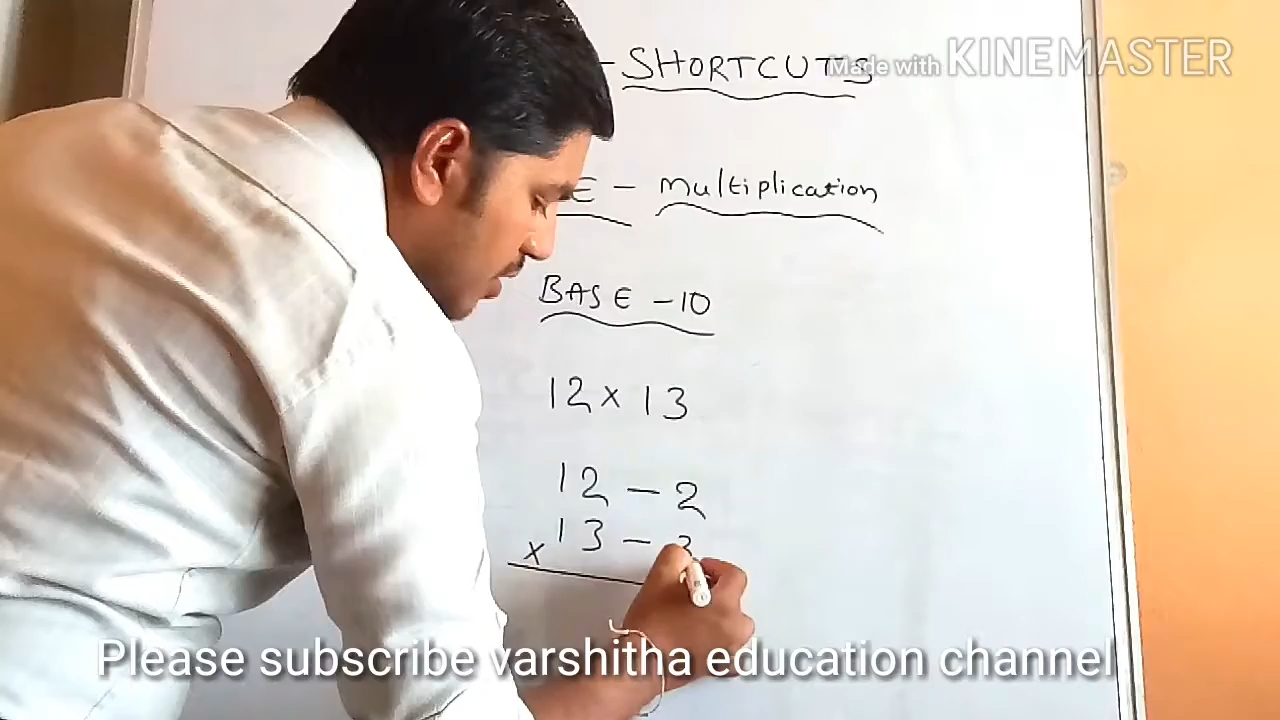 - SHORTCUTS
Made with KINEMASTER
E - multiplication
BASE - 10
12 x 13
12 - 2
x 13 - 3
Please subscribe varshitha education channel